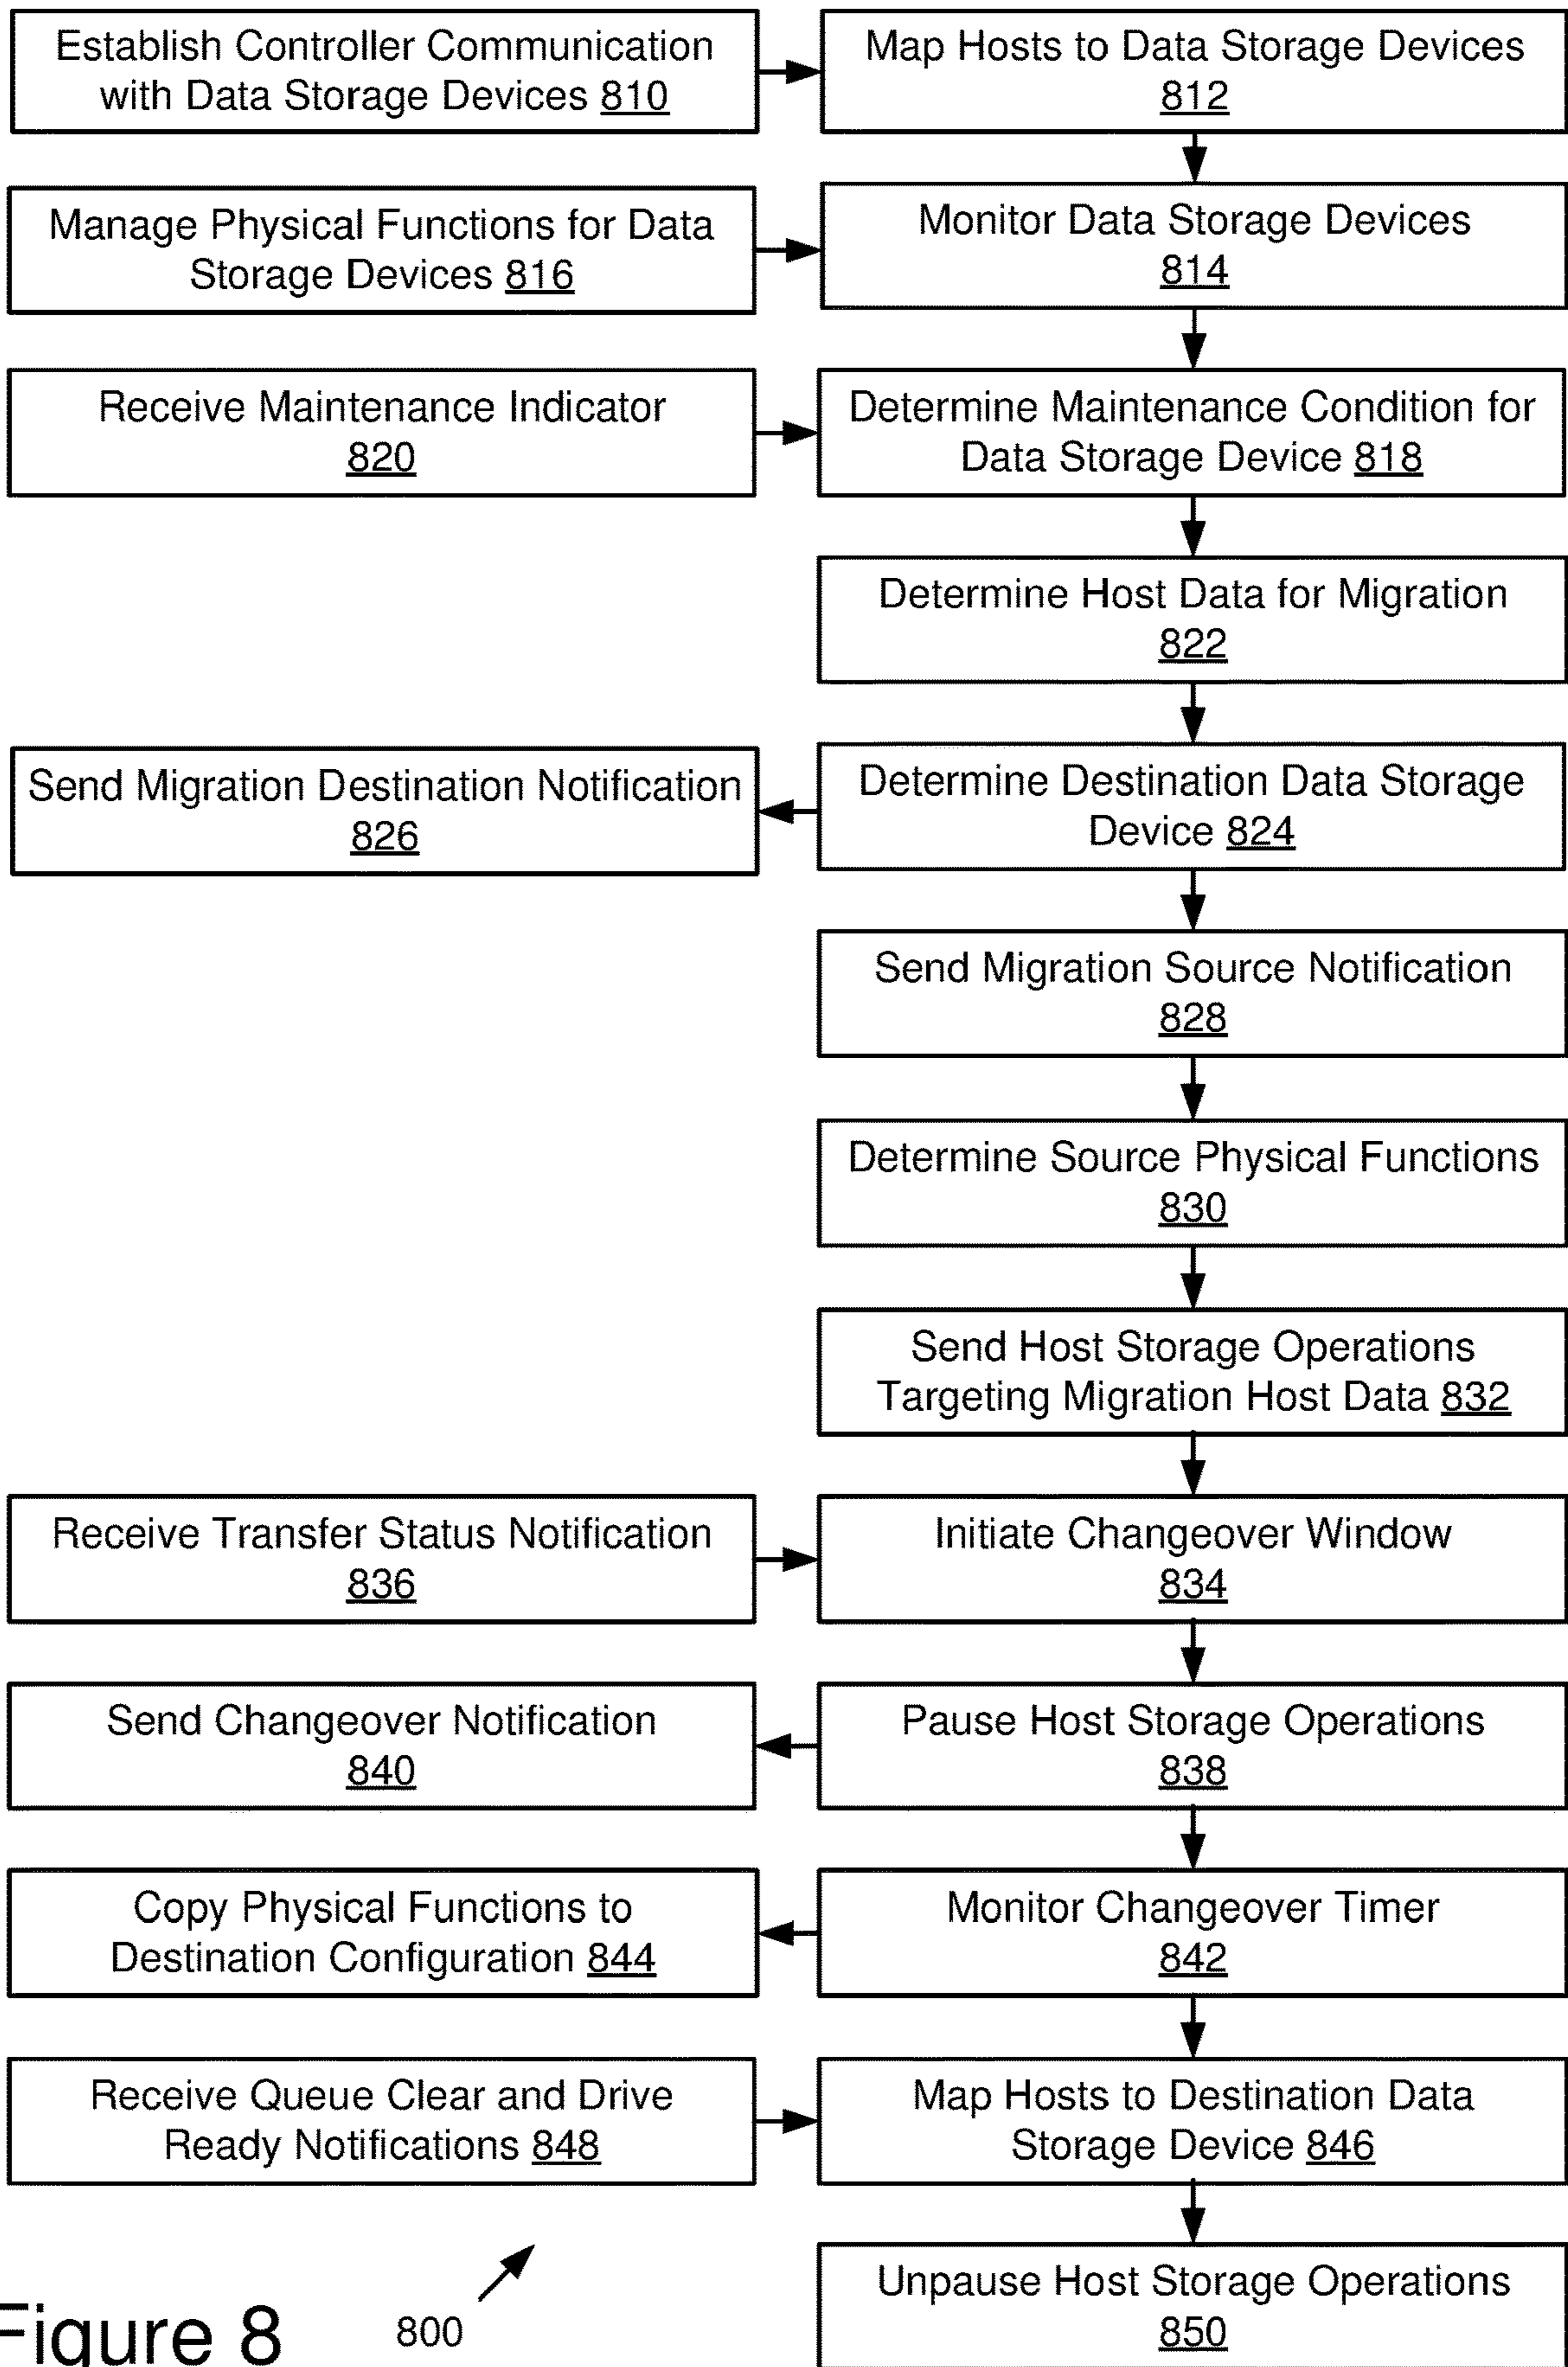 Establish Controller Communication
with Data Storage Devices 810
Map Hosts to Data Storage Devices
812
Manage Physical Functions for Data
Storage Devices 816
Monitor Data Storage Devices
814
Receive Maintenance Indicator
820
Determine Maintenance Condition for
Data Storage Device 818
Determine Host Data for Migration
822
Send Migration Destination Notification
826
Determine Destination Data Storage
Device 824
Send Migration Source Notification
828
Determine Source Physical Functions
830
Send Host Storage Operations
Targeting Migration Host Data 832
Receive Transfer Status Notification
836
Initiate Changeover Window
834
Send Changeover Notification
840
Pause Host Storage Operations
838
Copy Physical Functions to
Destination Configuration 844
Monitor Changeover Timer
842
Receive Queue Clear and Drive
Ready Notifications 848
Map Hosts to Destination Data
Storage Device 846
Unpause Host Storage Operations
850
Figure 8
800